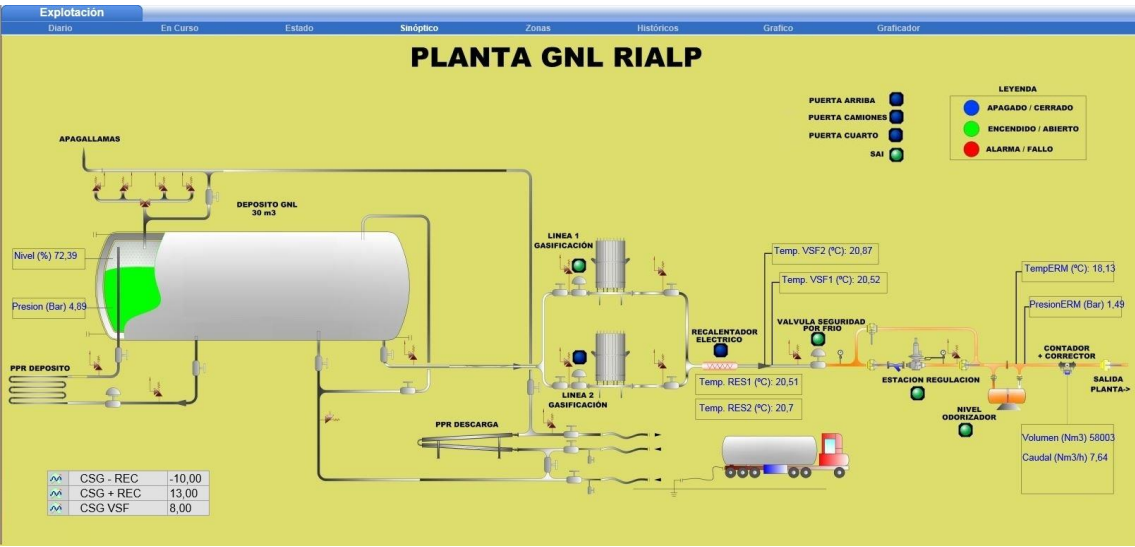 Explotación
Diario
En Curso
Estado
Sinóptico
Zonas
Históricos
Grafico
Graficador
PLANTA GNL RIALP
PUERTA ARRIBA
PUERTA CAMIONES
PUERTA CUARTO
SAI
LEYENDA
APAGADO / CERRADO
ENCENDIDO / ABIERTO
ALARMA / FALLO
APAGALLAMAS
DEPOSITO GNL
30 m3
Nivel (%) 72,39
Presion (Bar) 4,89
PPR DEPOSITO
LINEA 1
GASIFICACIÓN
LINEA 2
GASIFICACIÓN
RECALENTADOR
ELECTRICO
Temp. VSF2 (ºC): 20,87
Temp. VSF1 (ºC): 20,52
VALVULA SEGURIDAD
POR FRIO
Temp. RES1 (ºC): 20,51
Temp. RES2 (ºC): 20,7
TempERM (ºC): 18,13
PresionERM (Bar) 1,49
CONTADOR
+ CORRECTOR
ESTACION REGULACION
SALIDA
PLANTA->
NIVEL
ODORIZADOR
Volumen (Nm3) 58003
Caudal (Nm3/h) 7,64
PPR DESCARGA
CSG - REC -10,00
CSG + REC 13,00
CSG VSF 8,00